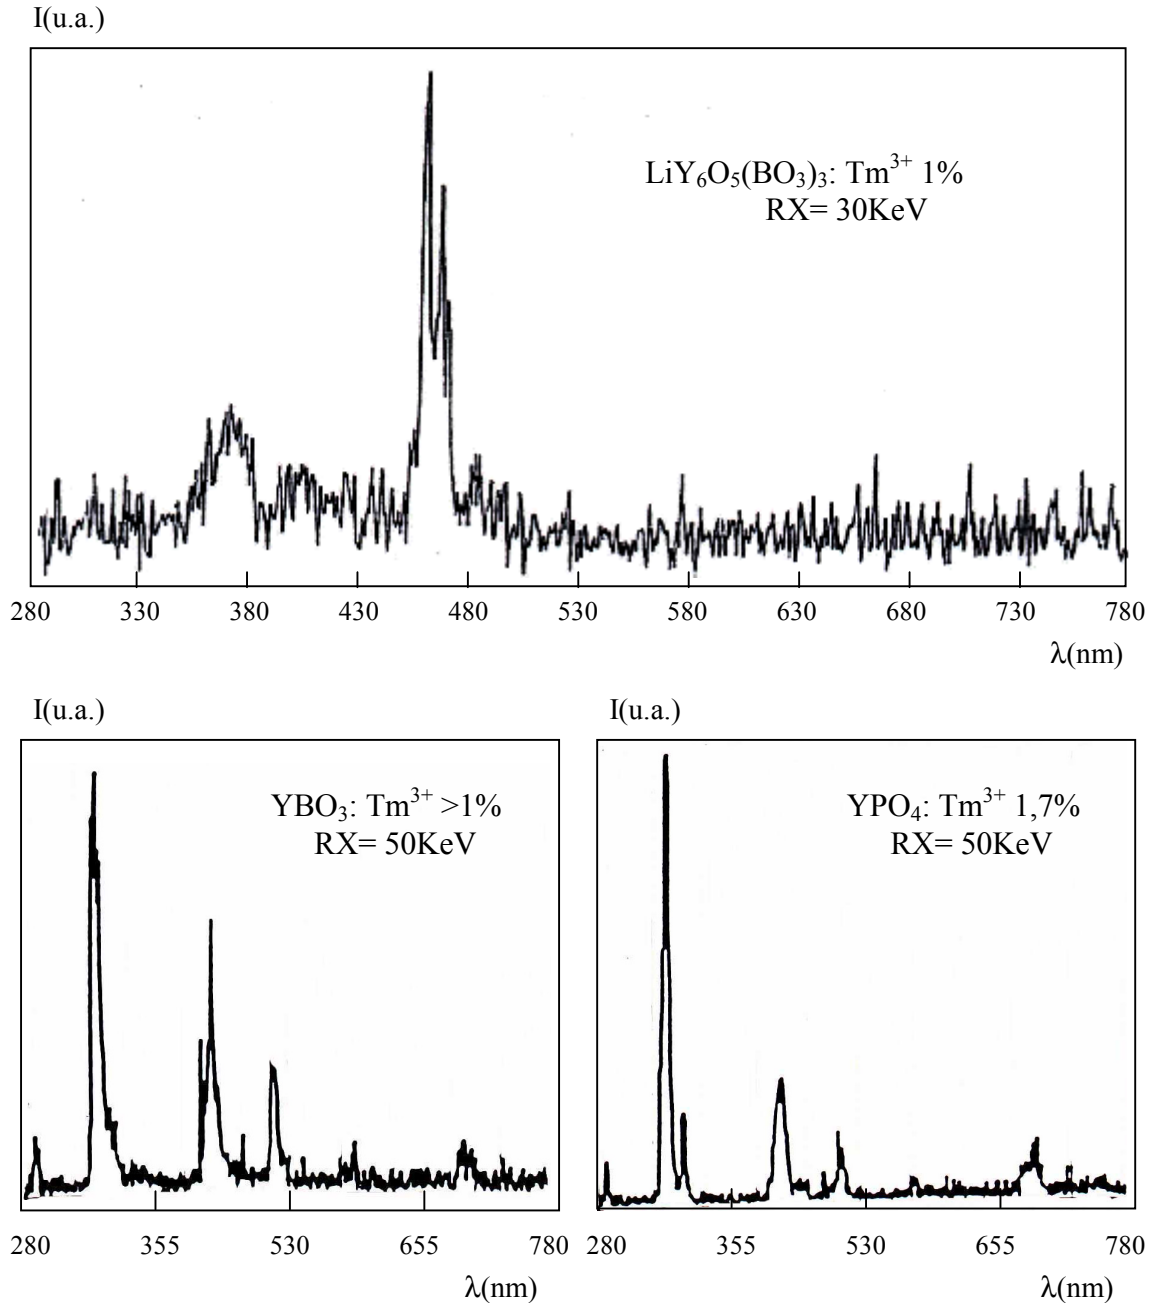 I(u.a.)
LiY₆O₅(BO₃)₃: Tm³⁺ 1%
RX= 30KeV
280 330 380 430 480 530 580 630 680 730 780
λ(nm)
I(u.a.) I(u.a.)
YBO₃: Tm³⁺ >1% YPO₄: Tm³⁺ 1,7%
RX= 50KeV RX= 50KeV
280 355 530 655 780 280 355 530 655 780
λ(nm) λ(nm)